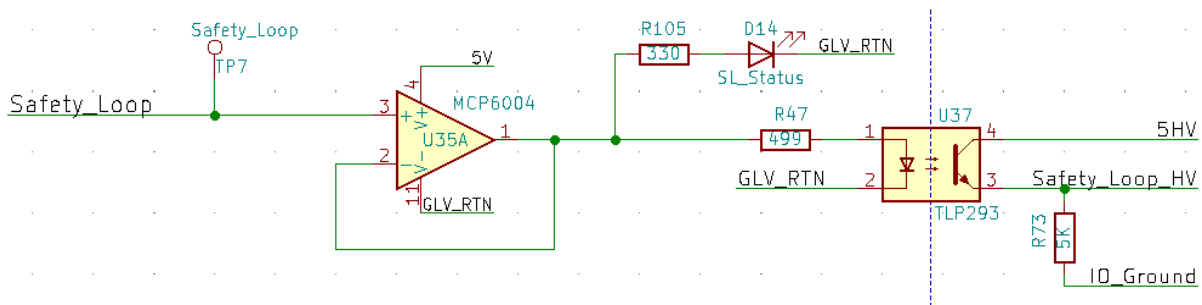 Safety_Loop
TP7
Safety_Loop
3
2
+
−
V+
V-
4
5V
MCP6004
U35A
1
11
GLV_RTN
R105
330
D14
SL_Status
GLV_RTN
R47
499
GLV_RTN
1
2
U37
4
3
TLP293
5HV
Safety_Loop_HV
R73
5K
IO_Ground